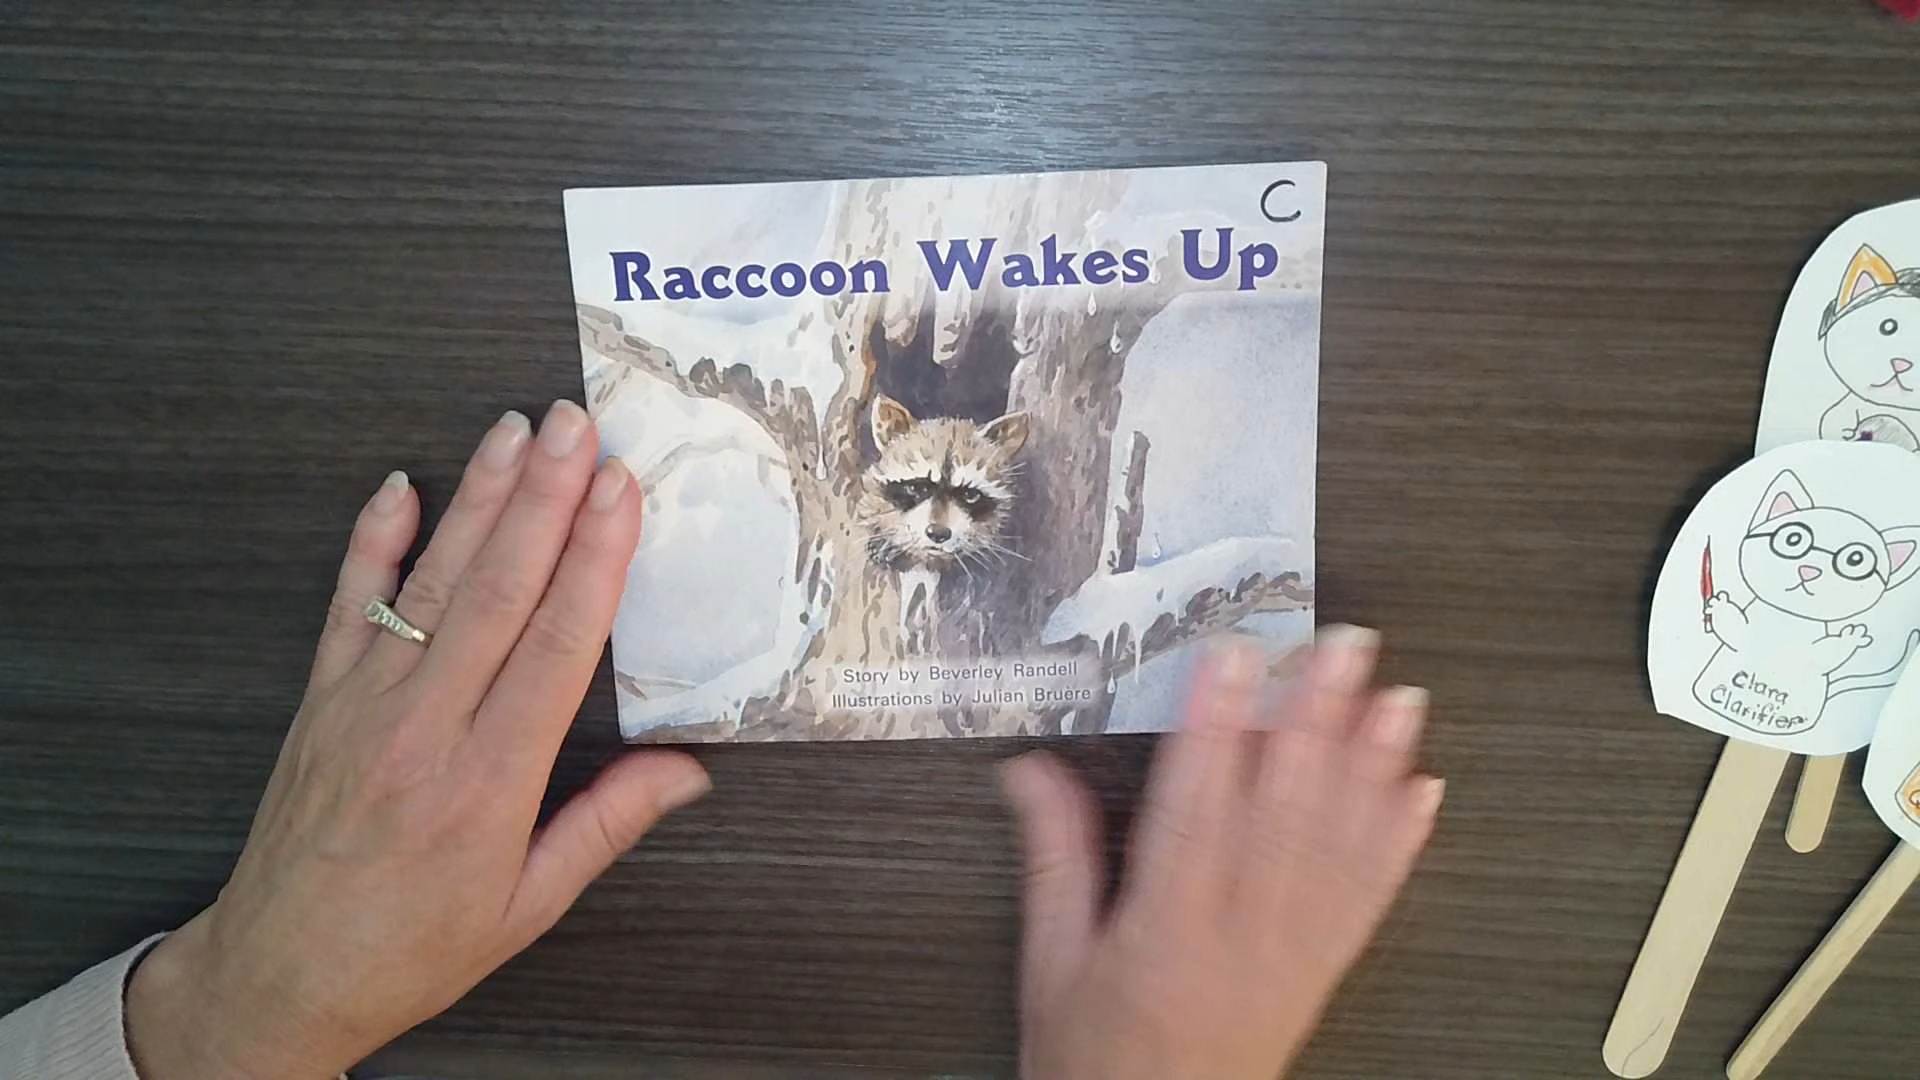 C
Raccoon Wakes Up
Story by Beverley Randell
Illustrations by Julian Bruère
Clara
Clarifier